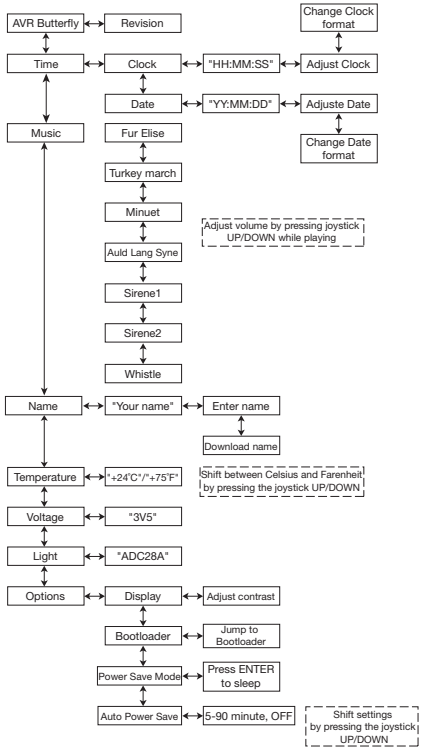 Change Clock
format
AVR Butterfly
Revision
Time
Clock
"HH:MM:SS"
Adjust Clock
Date
"YY:MM:DD"
Adjuste Date
Music
Fur Elise
Change Date
format
Turkey march
Minuet
Adjust volume by pressing joystick
UP/DOWN while playing
Auld Lang Syne
Sirene1
Sirene2
Whistle
Name
"Your name"
Enter name
Download name
Temperature
"+24˚C"/"+75˚F"
Shift between Celsius and Farenheit
by pressing the joystick UP/DOWN
Voltage
"3V5"
Light
"ADC28A"
Options
Display
Adjust contrast
Bootloader
Jump to
Bootloader
Power Save Mode
Press ENTER
to sleep
Auto Power Save
5-90 minute, OFF
Shift settings
by pressing the joystick
UP/DOWN